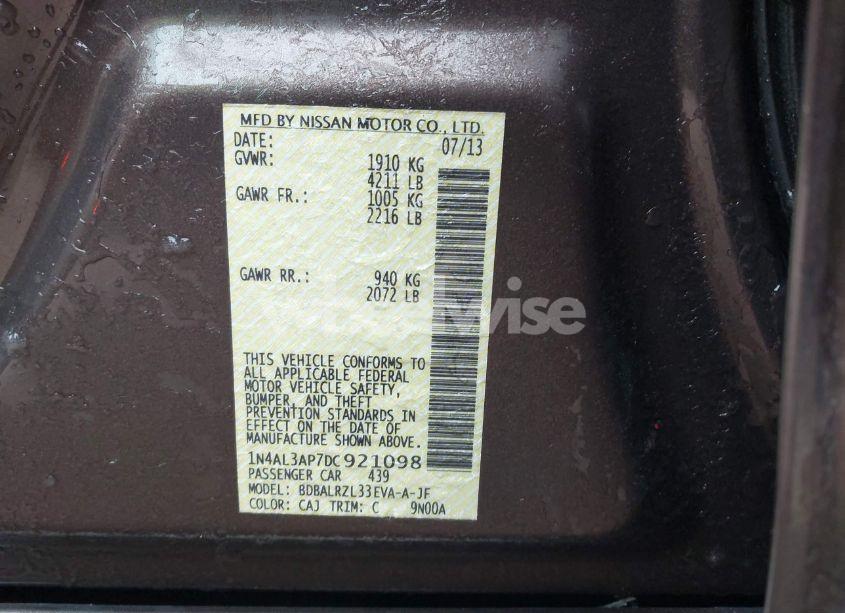 MFD BY NISSAN MOTOR CO., LTD.
DATE: 07/13
GVWR: 1910 KG
4211 LB
GAWR FR.: 1005 KG
2216 LB
GAWR RR.: 940 KG
2072 LB
THIS VEHICLE CONFORMS TO
ALL APPLICABLE FEDERAL
MOTOR VEHICLE SAFETY,
BUMPER, AND THEFT
PREVENTION STANDARDS IN
EFFECT ON THE DATE OF
MANUFACTURE SHOWN ABOVE.
1N4AL3AP7DC921098
PASSENGER CAR 439
MODEL: BDBALRZL33EVA-A-JF
COLOR: CAJ TRIM: C 9N00A